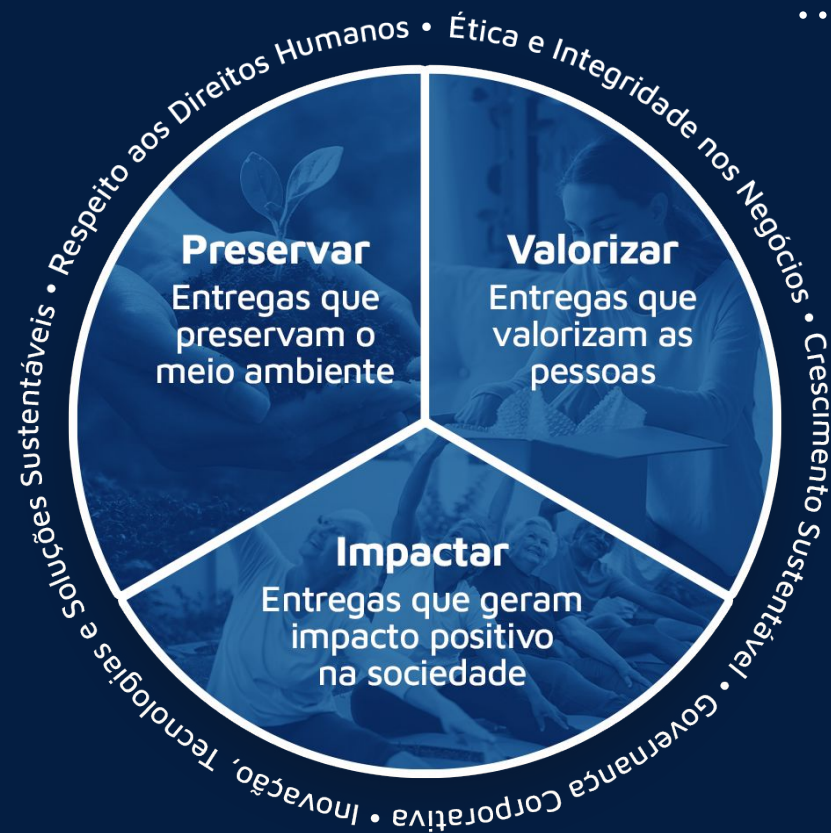 Respeito aos Direitos Humanos • Ética e Integridade nos Negócios • Crescimento Sustentável • Governança Corporativa • Inovação, Tecnologias e Soluções Sustentáveis •
Preservar
Entregas que
preservam o
meio ambiente
Valorizar
Entregas que
valorizam as
pessoas
Impactar
Entregas que geram
impacto positivo
na sociedade